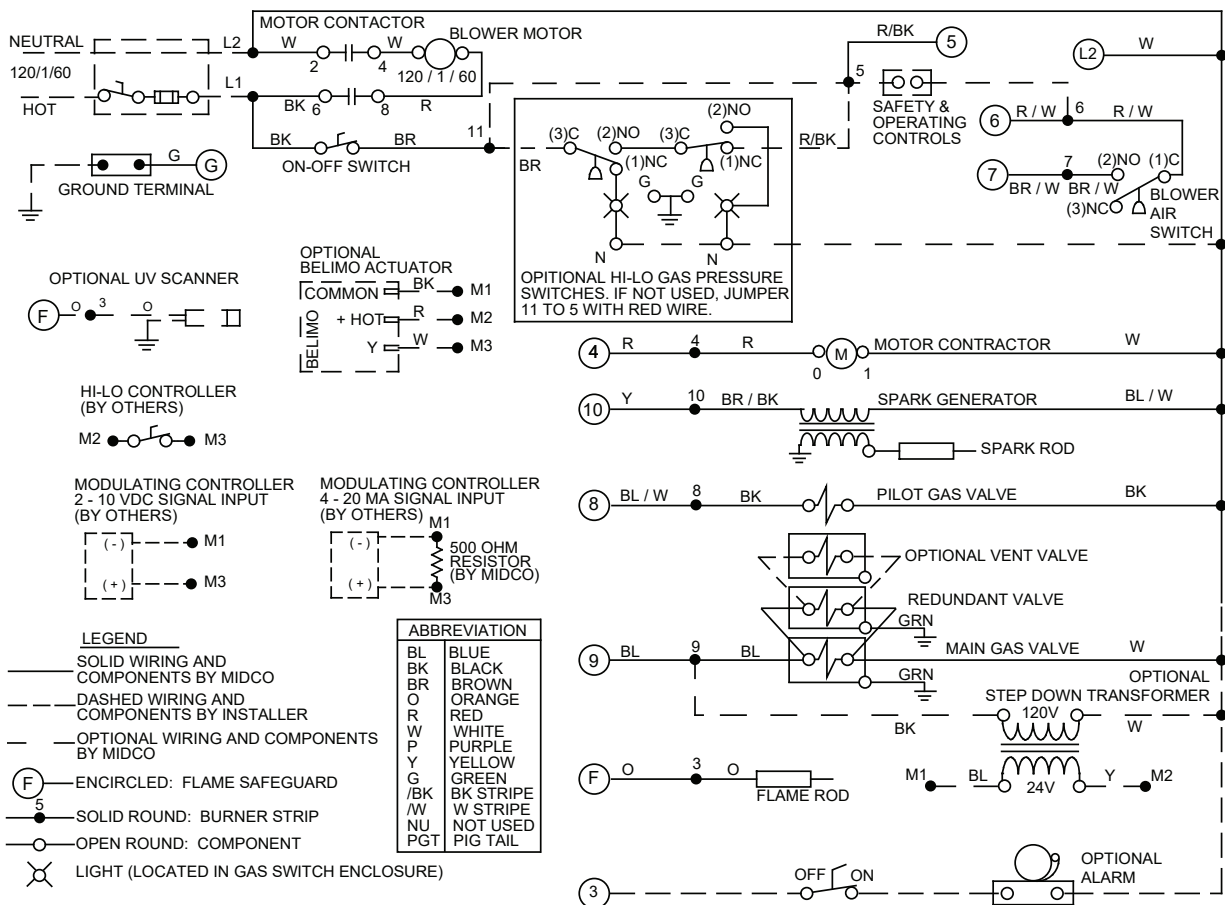 MOTOR CONTACTOR
NEUTRAL L2 W W BLOWER MOTOR
2 4
120/1/60 120 / 1 / 60
HOT L1 BK 6 8 R
BK BR 11
ON-OFF SWITCH
G G
GROUND TERMINAL
R/BK 5
L2 W
5
SAFETY &
OPERATING
CONTROLS
R/BK
6 R / W 6 R / W
7 BR / W 7 BR / W (2)NO (1)C
(3)NC
BLOWER
AIR
SWITCH
BR
(3)C (2)NO (3)C (2)NO
(1)NC (1)NC
G G
N N
OPITIONAL HI-LO GAS PRESSURE
SWITCHES. IF NOT USED, JUMPER
11 TO 5 WITH RED WIRE.
OPTIONAL UV SCANNER
F O 3 O
OPTIONAL
BELIMO ACTUATOR
BELIMO
COMMON BK M1
+ HOT R M2
Y W M3
4 R 4 R M MOTOR CONTRACTOR W
0 1
HI-LO CONTROLLER
(BY OTHERS)
M2 M3
10 Y 10 BR / BK SPARK GENERATOR BL / W
SPARK ROD
MODULATING CONTROLLER
2 - 10 VDC SIGNAL INPUT
(BY OTHERS)
( - ) M1
( + ) M3
MODULATING CONTROLLER
4 - 20 MA SIGNAL INPUT
(BY OTHERS)
M1
( - )
500 OHM
RESISTOR
(BY MIDCO)
( + )
M3
8 BL / W 8 BK PILOT GAS VALVE BK
OPTIONAL VENT VALVE
REDUNDANT VALVE
GRN
9 BL 9 BL MAIN GAS VALVE W
GRN
OPTIONAL
STEP DOWN TRANSFORMER
120V
BK W
M1 BL Y M2
24V
F O 3 O
FLAME ROD
OFF ON
3
OPTIONAL
ALARM
LEGEND
SOLID WIRING AND
COMPONENTS BY MIDCO
DASHED WIRING AND
COMPONENTS BY INSTALLER
OPTIONAL WIRING AND COMPONENTS
BY MIDCO
F ENCIRCLED: FLAME SAFEGUARD
5
SOLID ROUND: BURNER STRIP
OPEN ROUND: COMPONENT
LIGHT (LOCATED IN GAS SWITCH ENCLOSURE)
ABBREVIATION
BL BLUE
BK BLACK
BR BROWN
O ORANGE
R RED
W WHITE
P PURPLE
Y YELLOW
G GREEN
/BK BK STRIPE
/W W STRIPE
NU NOT USED
PGT PIG TAIL